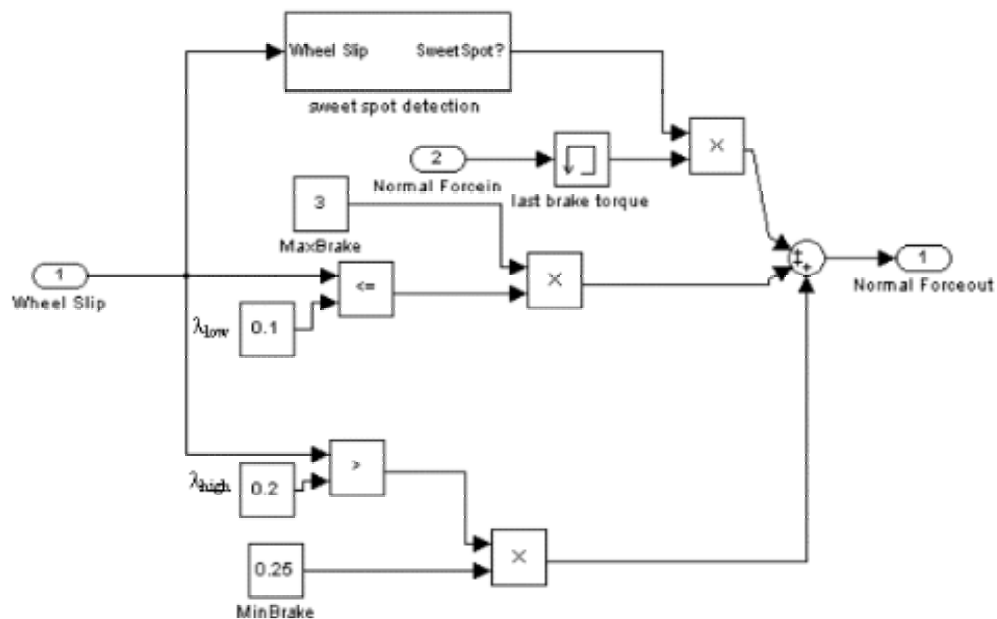 Wheel Slip SweetSpot?
sweet spot detection
×
2
Normal Forcein
last brake torque
3
MaxBrake
1
Wheel Slip
<=
×
λlow 0.1
+
+
+
1
Normal Forceout
>
λhigh 0.2
×
0.25
MinBrake